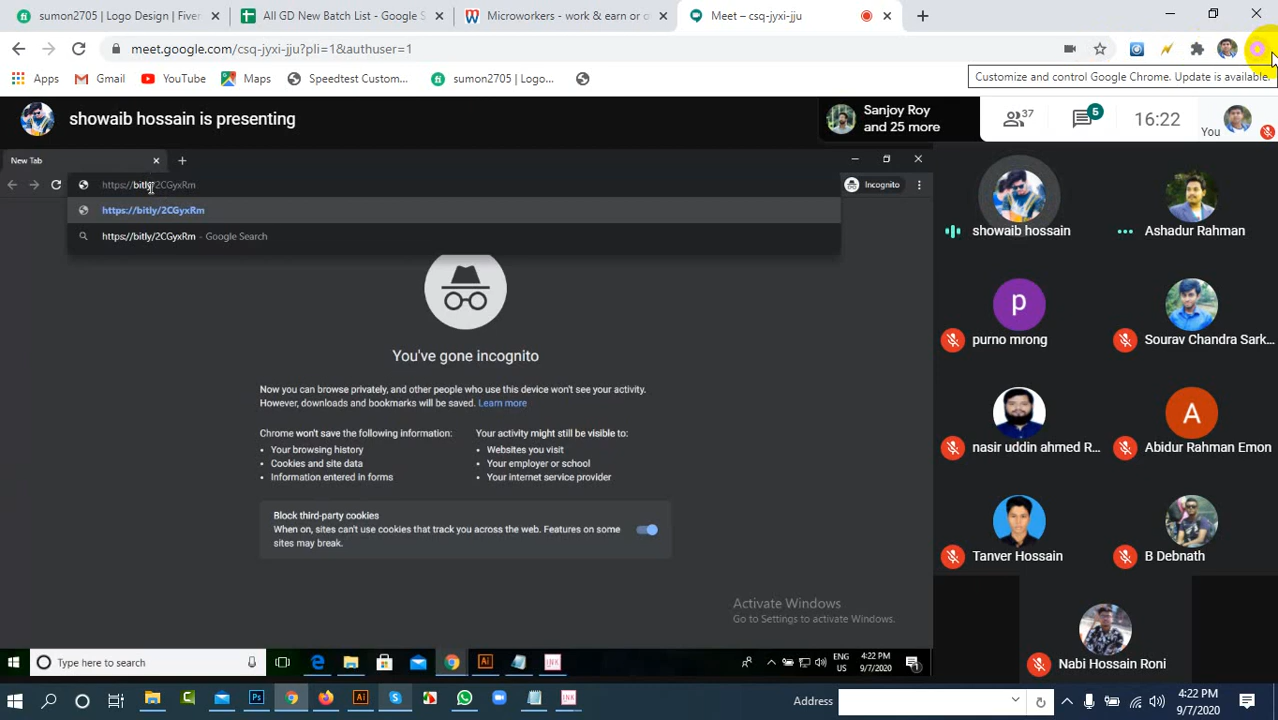 sumon2705 | Logo Design | Fiver
All GD New Batch List - Google S
Microworkers - work & earn or o
Meet – csq-jyxi-jju
meet.google.com/csq-jyxi-jju?pli=1&authuser=1
Apps
Gmail
YouTube
Maps
Speedtest Custom...
sumon2705 | Logo...
Customize and control Google Chrome. Update is available.
showaib hossain is presenting
Sanjoy Roy
and 25 more
37
5
16:22
You
New Tab
https://bitly/2CGyxRm
Incognito
https://bitly/2CGyxRm
https://bitly/2CGyxRm - Google Search
You've gone incognito
Now you can browse privately, and other people who use this device won't see your activity.
However, downloads and bookmarks will be saved. Learn more
Chrome won't save the following information:
Your browsing history
Cookies and site data
Information entered in forms
Your activity might still be visible to:
Websites you visit
Your employer or school
Your internet service provider
Block third-party cookies
When on, sites can't use cookies that track you across the web. Features on some
sites may break.
Activate Windows
Go to Settings to activate Windows.
showaib hossain
Ashadur Rahman
p
purno mrong
Sourav Chandra Sark...
nasir uddin ahmed R...
A
Abidur Rahman Emon
Tanver Hossain
B Debnath
Nabi Hossain Roni
Type here to search
Ai
INK
ENG
US
4:22 PM
9/7/2020
1
Ps
Ai
INK
Address
4:22 PM
9/7/2020